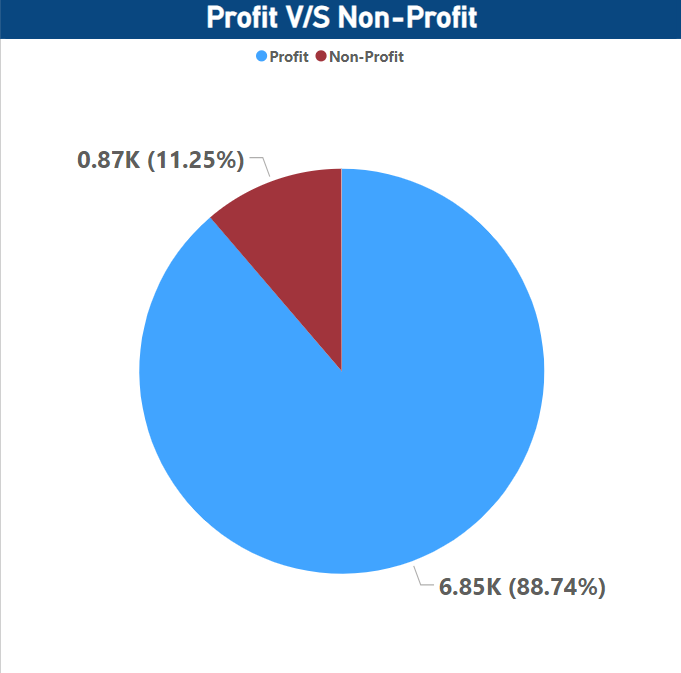 Profit V/S Non-Profit
Profit Non-Profit
0.87K (11.25%)
6.85K (88.74%)